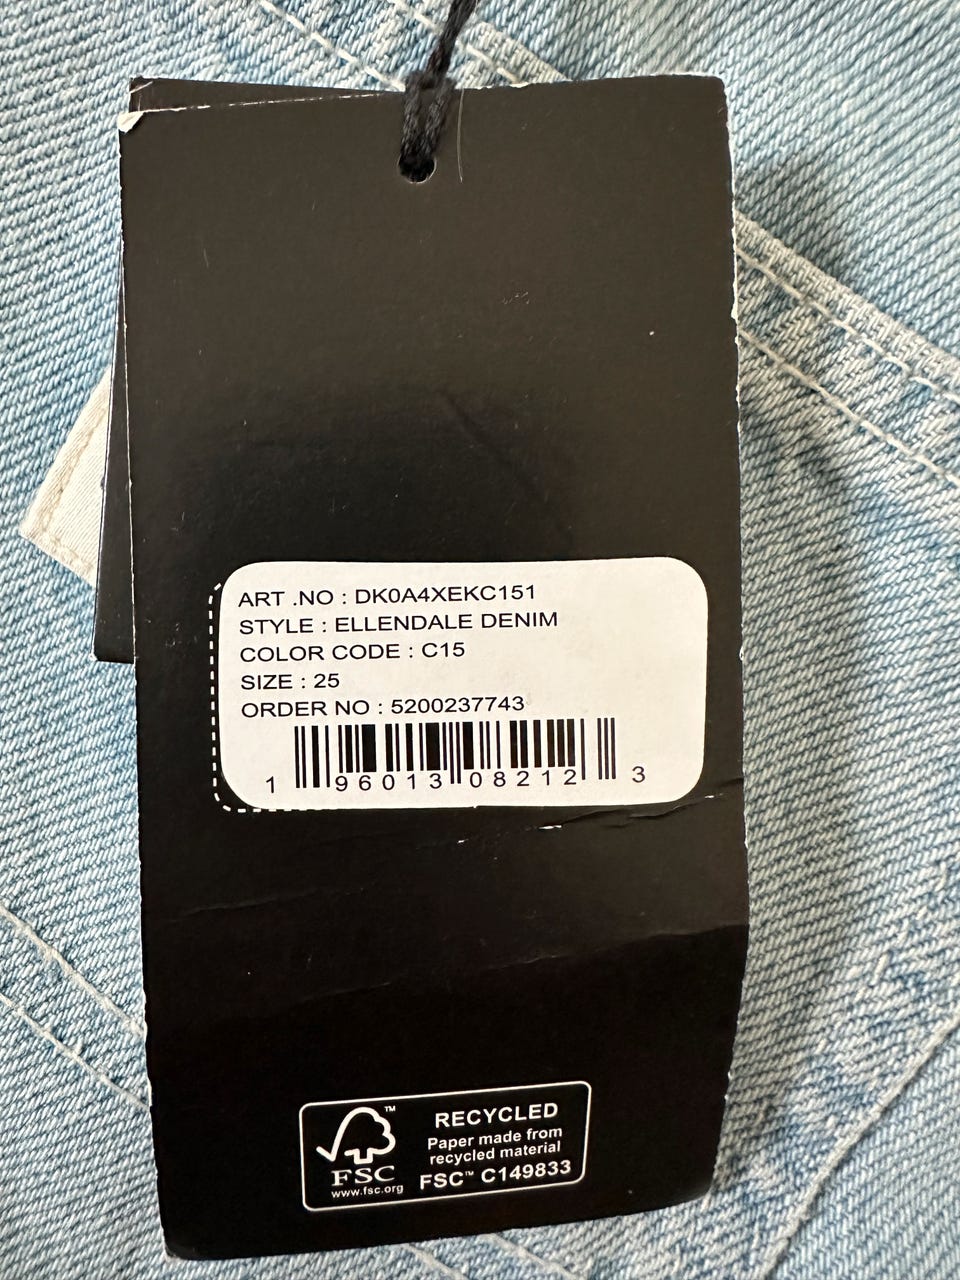 ART .NO : DK0A4XEKC151
STYLE : ELLENDALE DENIM
COLOR CODE : C15
SIZE : 25
ORDER NO : 5200237743
1 96013 08212 3
RECYCLED
Paper made from
recycled material
FSC™ C149833
™
FSC
www.fsc.org